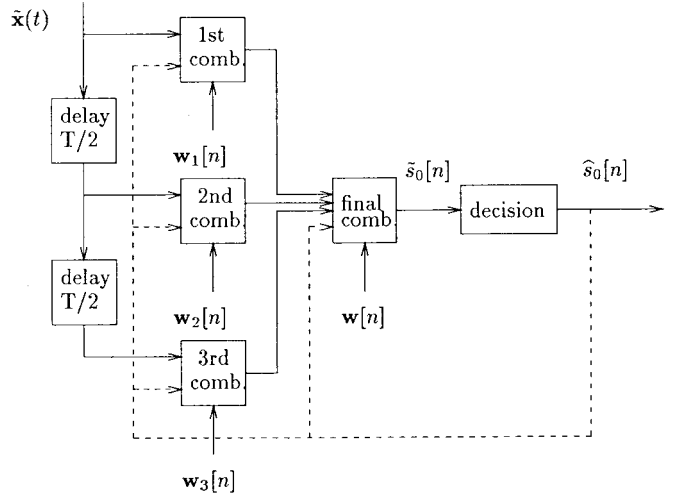 x̃(t)
1st
comb.
delay
T/2
w₁[n]
2nd
comb
final
comb
s̃₀[n]
decision
ŝ₀[n]
delay
T/2
w₂[n]
w[n]
3rd
comb.
w₃[n]